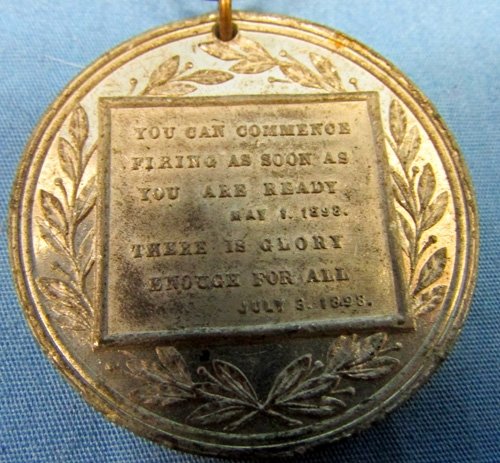 YOU CAN COMMENCE
FIRING AS SOON AS
YOU ARE READY
MAY 1. 1898.
THERE IS GLORY
ENOUGH FOR ALL
JULY 3. 1898.